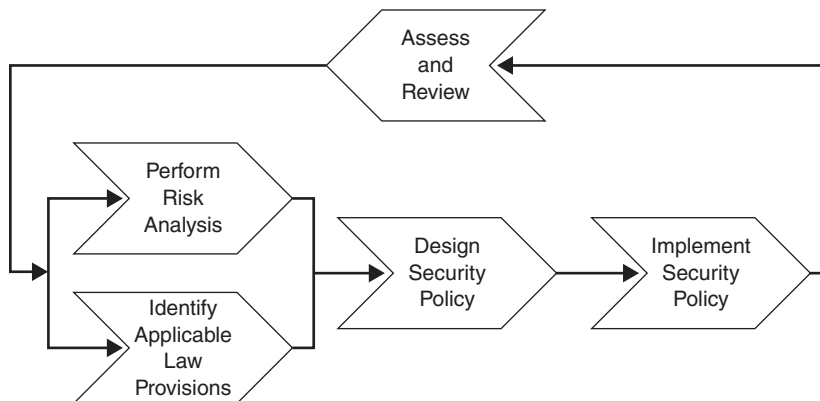 Assess
and
Review
Perform
Risk
Analysis
Identify
Applicable
Law
Provisions
Design
Security
Policy
Implement
Security
Policy